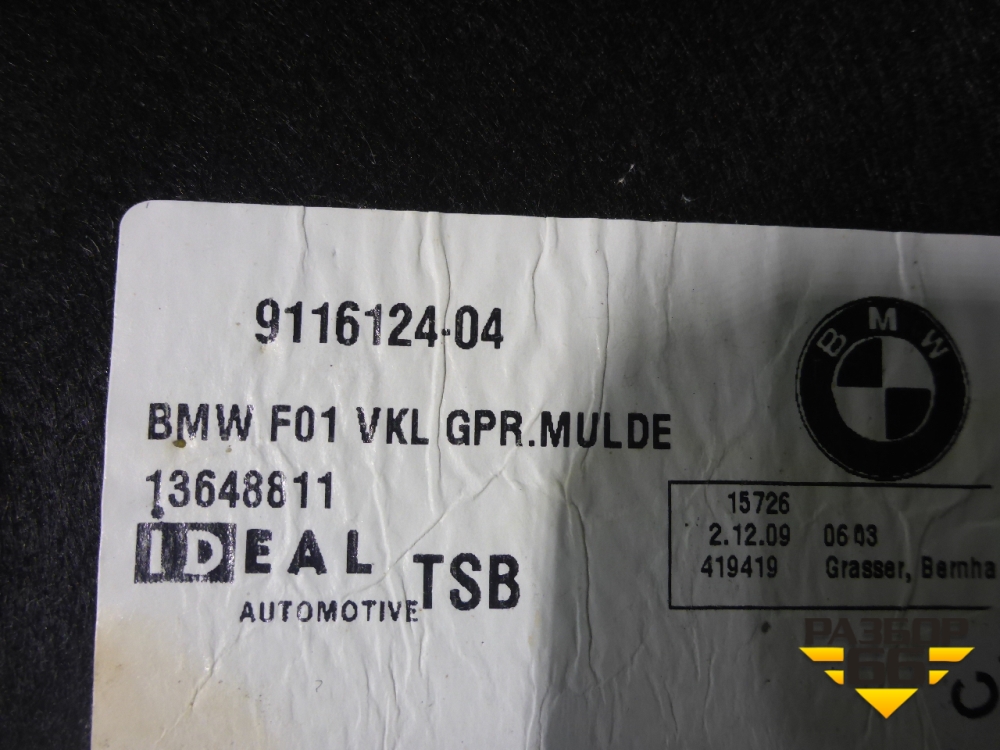 9116124-04
BMW
BMW F01 VKL GPR.MULDE
13648811
15726
2.12.09 06:03
419419 Grasser, Bernha
IDEAL
AUTOMOTIVE
TSB
РАЗБОР
66